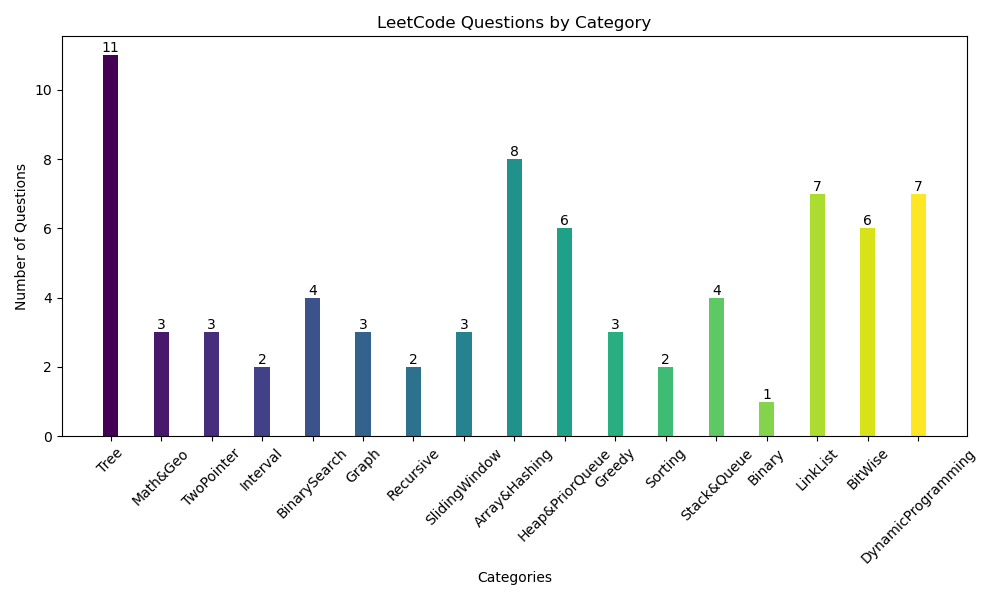 LeetCode Questions by Category
Number of Questions
10
8
6
4
2
0
11
3
3
2
4
3
2
3
8
6
3
2
4
1
7
6
7
Tree
Math&Geo
TwoPointer
Interval
BinarySearch
Graph
Recursive
SlidingWindow
Array&Hashing
Heap&PriorQueue
Greedy
Sorting
Stack&Queue
Binary
LinkList
BitWise
DynamicProgramming
Categories